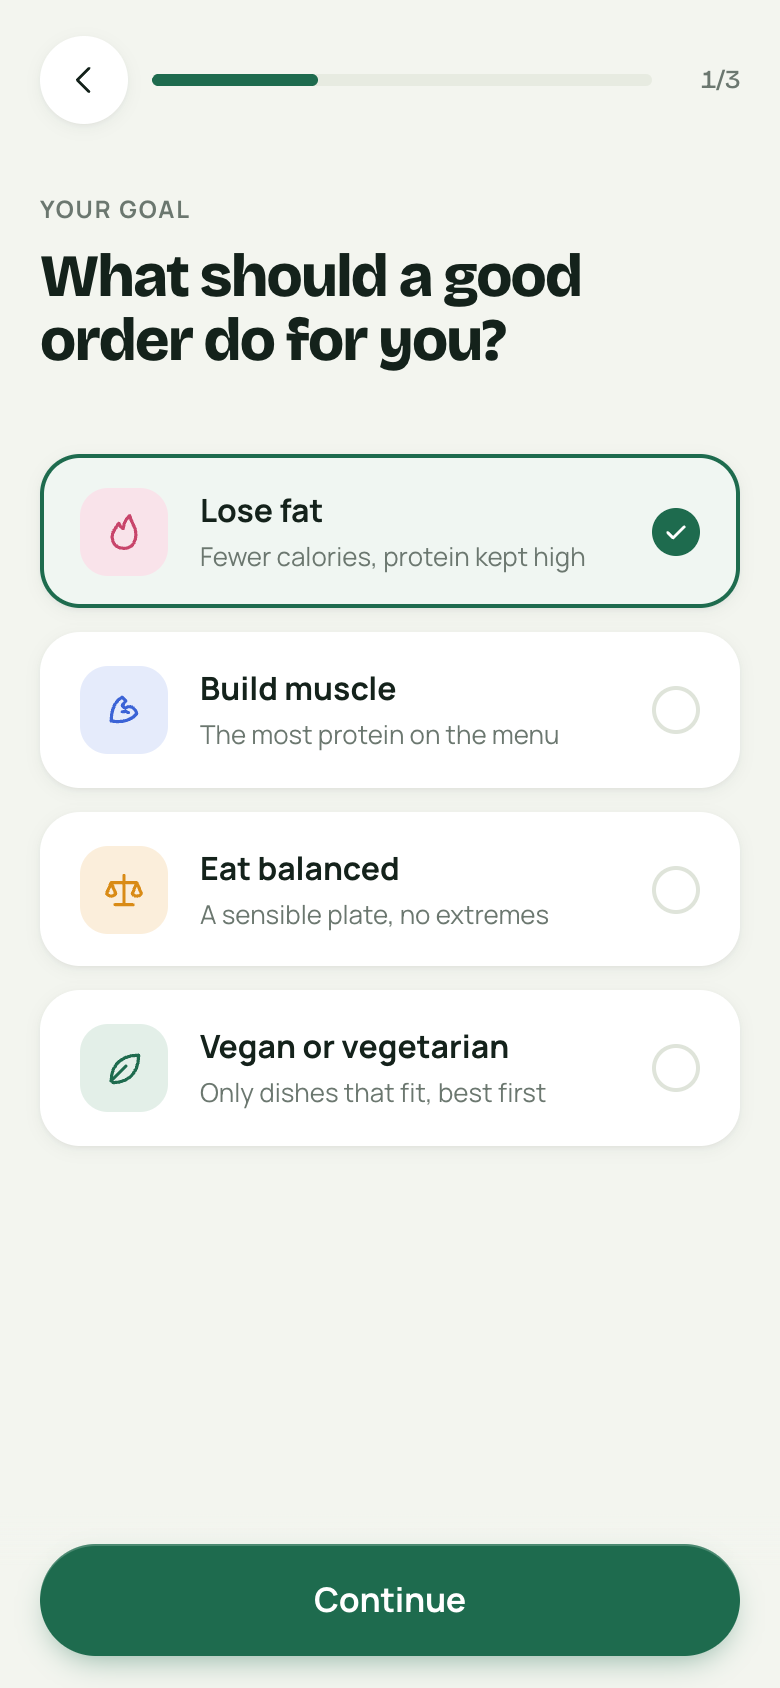 1/3
YOUR GOAL
What should a good
order do for you?
Lose fat
Fewer calories, protein kept high
Build muscle
The most protein on the menu
Eat balanced
A sensible plate, no extremes
Vegan or vegetarian
Only dishes that fit, best first
Continue